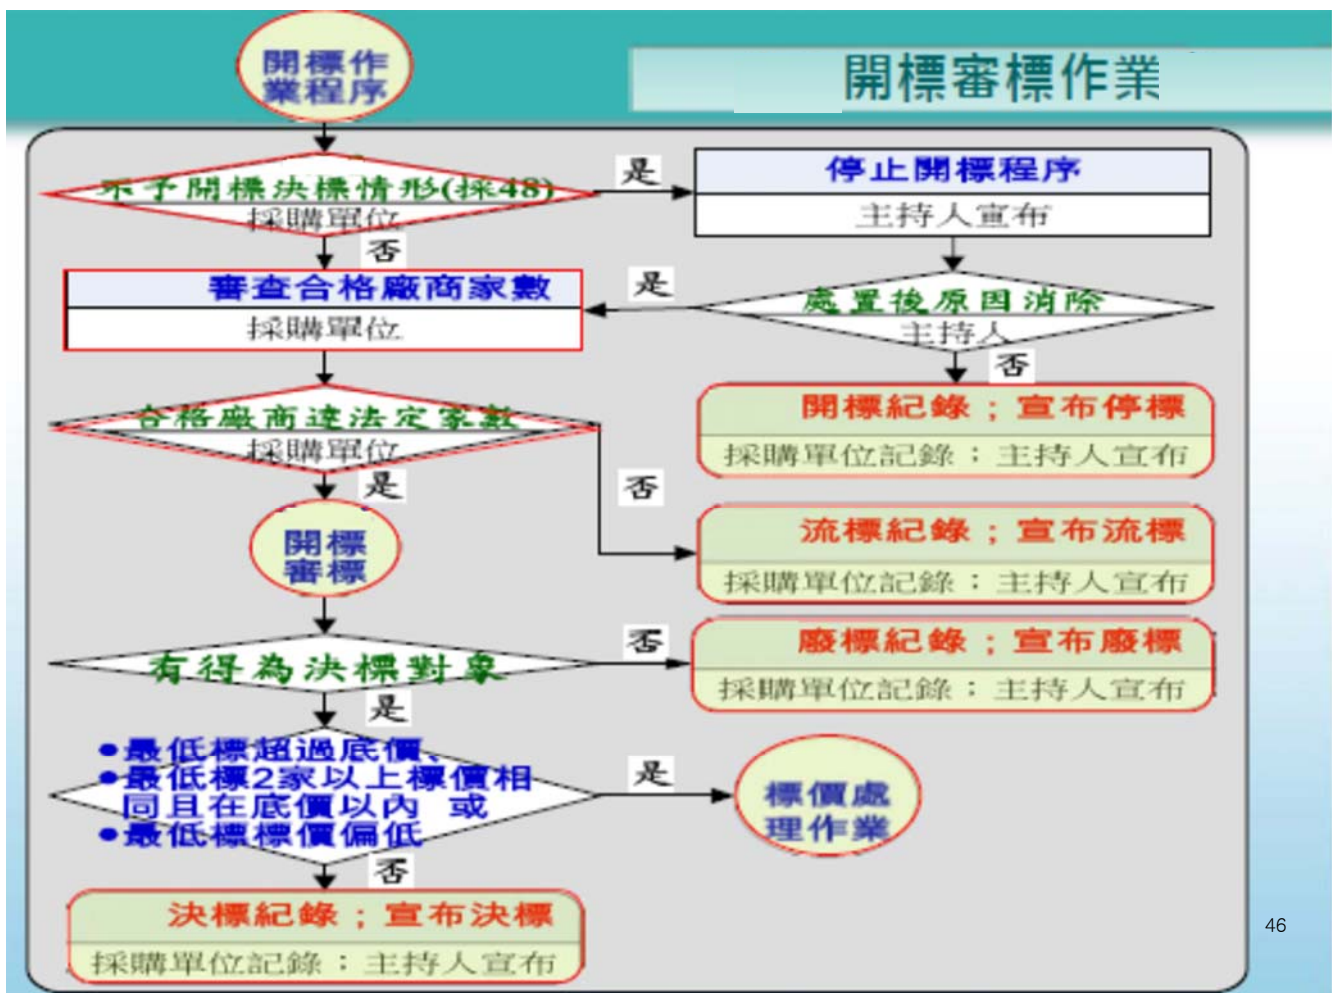 開標作
業程序
開標審標作業
不予開標決標情形(採48)
採購單位
是
停止開標程序
主持人宣布
否
審查合格廠商家數
採購單位
是
處置後原因消除
主持人
否
合格廠商達法定家數
採購單位
是
開標紀錄；宣布停標
採購單位記錄；主持人宣布
否
開標
審標
流標紀錄；宣布流標
採購單位記錄；主持人宣布
有得為決標對象
否
廢標紀錄；宣布廢標
採購單位記錄；主持人宣布
是
●最低標超過底價、
●最低標2家以上標價相
同且在底價以內 或
●最低標標價偏低
是
標價處
理作業
否
決標紀錄；宣布決標
採購單位記錄；主持人宣布
46